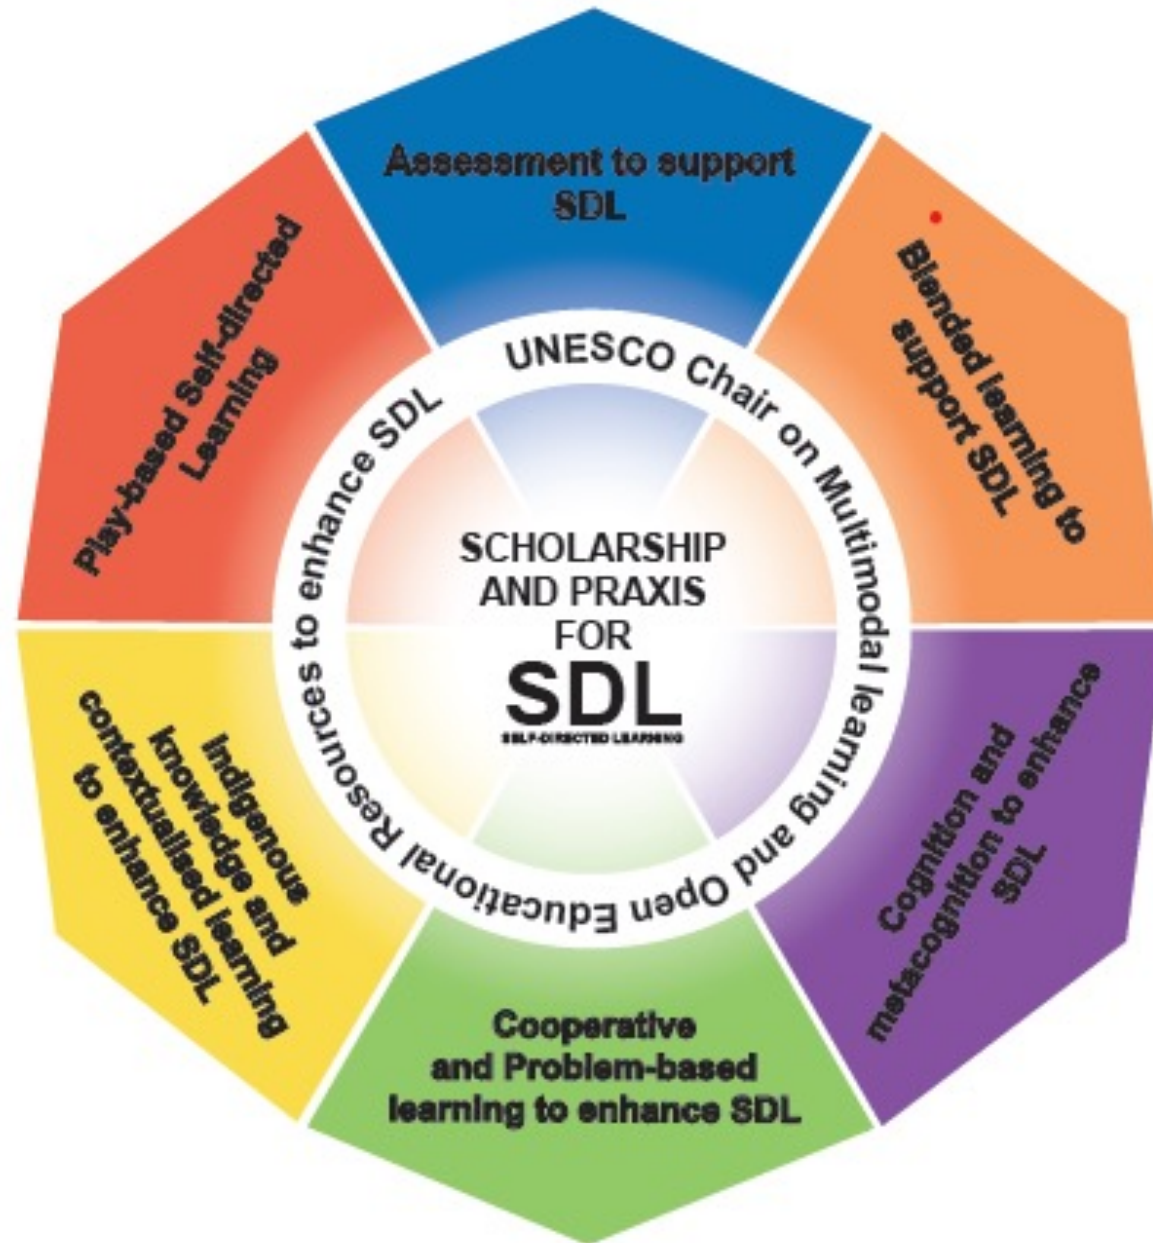 Assessment to support
SDL
Blended learning to
support SDL
Cognition and
metacognition to enhance
SDL
Cooperative
and Problem-based
learning to enhance SDL
Indigenous
knowledge and
contextualised learning
to enhance SDL
Play-based Self-directed
Learning
UNESCO Chair on Multimodal learning and Open Educational Resources to enhance SDL
SCHOLARSHIP
AND PRAXIS
FOR
SDL
SELF-DIRECTED LEARNING